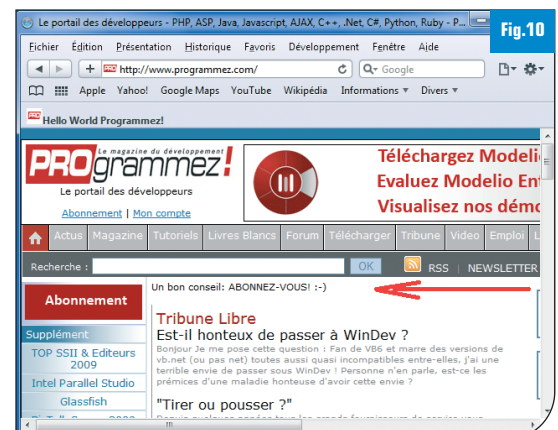 Fig.10
Le portail des développeurs - PHP, ASP, Java, Javascript, AJAX, C++, .Net, C#, Python, Ruby - P...
Fichier Édition Présentation Historique Favoris Développement Fenêtre Aide
http://www.programmez.com/
Google
Apple Yahoo! Google Maps YouTube Wikipédia Informations Divers
Hello World Programmez!
Le magazine du développement
PROgrammez!
Le portail des développeurs
Abonnement | Mon compte
Téléchargez Modeli
Evaluez Modelio En
Visualisez nos démo
Actus Magazine Tutoriels Livres Blancs Forum Télécharger Tribune Video Emploi L
Recherche : OK RSS | NEWSLETTER
Un bon conseil: ABONNEZ-VOUS! :-)
Abonnement
Supplément
TOP SSII & Editeurs
2009
Intel Parallel Studio
Glassfish
Tribune Libre
Est-il honteux de passer à WinDev ?
Bonjour Je me pose cette question : Fan de VB6 et marre des versions de
vb.net (ou pas net) toutes aussi quasi incompatibles entre-elles, j'ai une
terrible envie de passer sous WinDev ! Personne n'en parle, est-ce les
prémices d'une maladie honteuse d'avoir cette envie ?
"Tirer ou pousser ?"